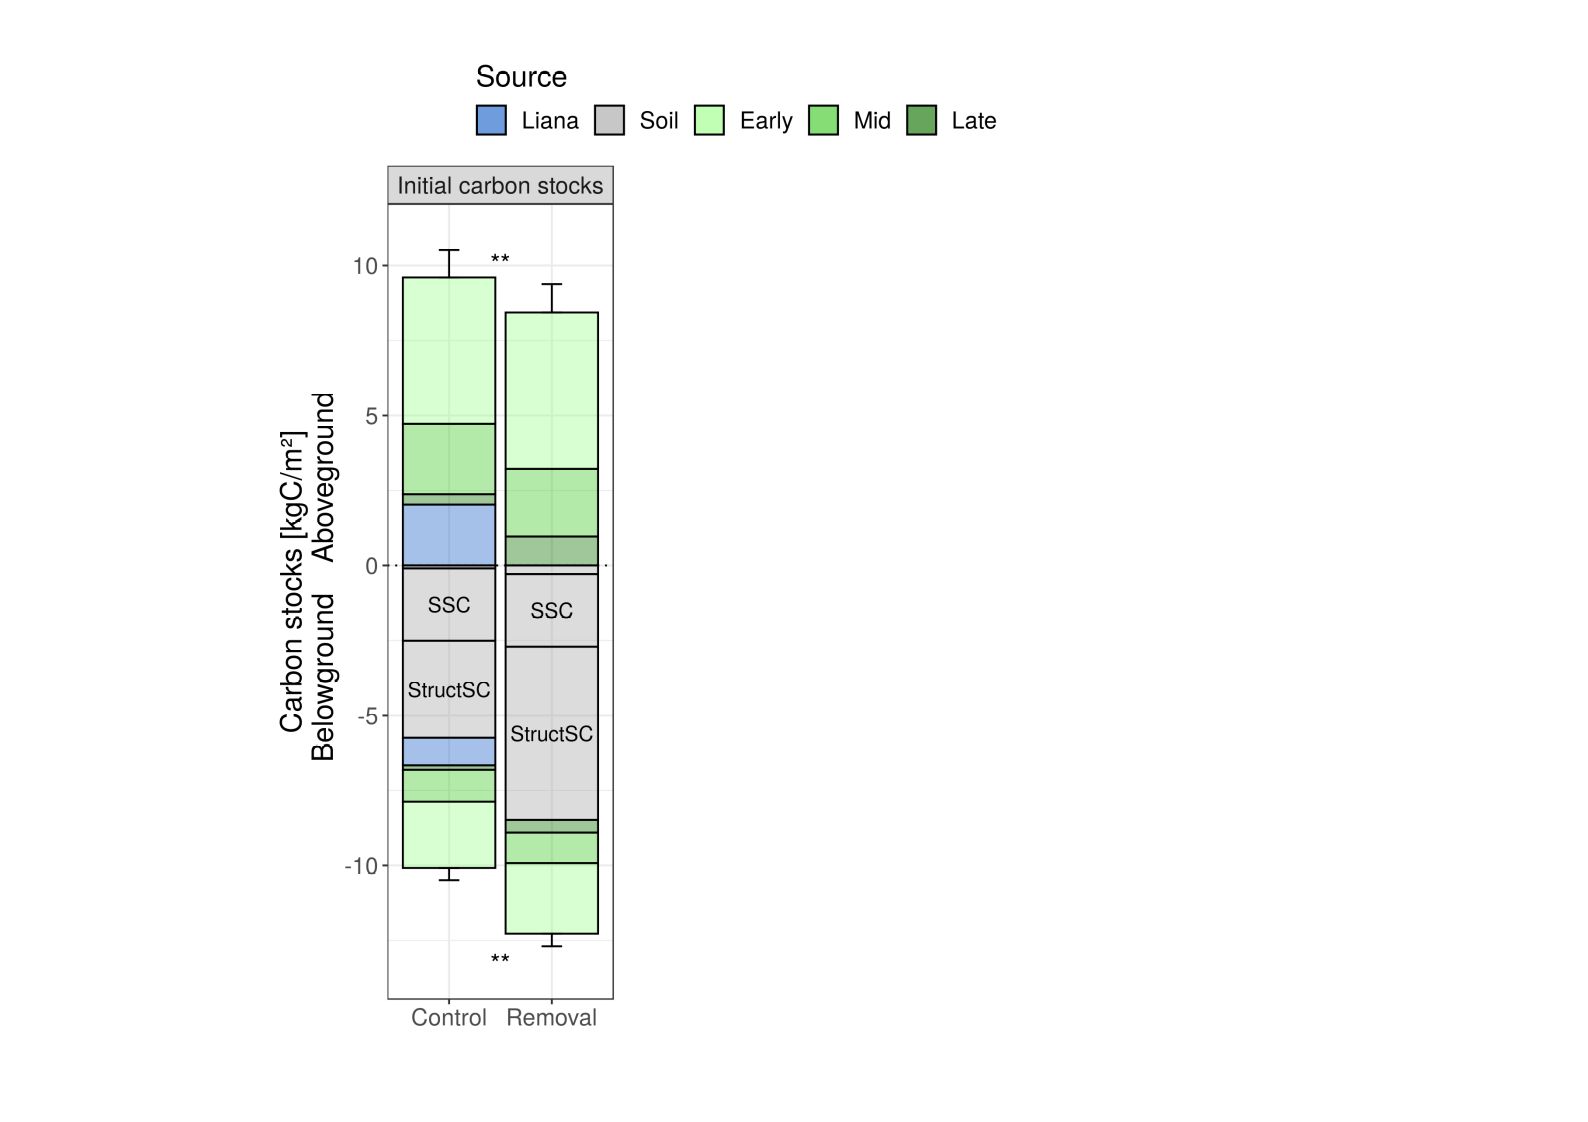 Source
Liana Soil Early Mid Late
Initial carbon stocks
Carbon stocks [kgC/m²]
Belowground Aboveground
10
5
0
-5
-10
**
SSC
StructSC
SSC
StructSC
**
Control Removal